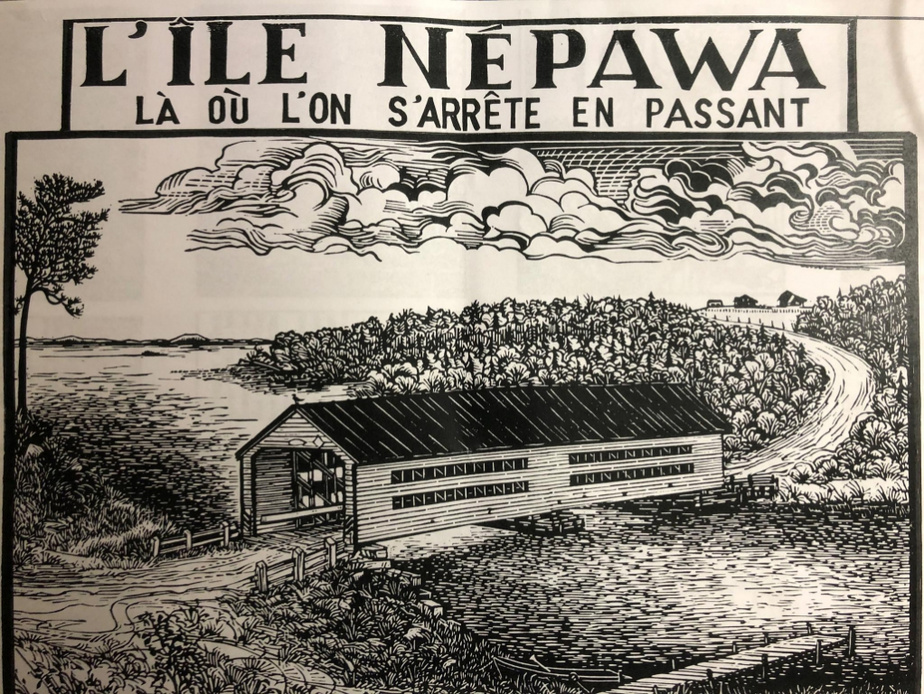 L'ÎLE NÉPAWA
LÀ OÙ L'ON S'ARRÊTE EN PASSANT